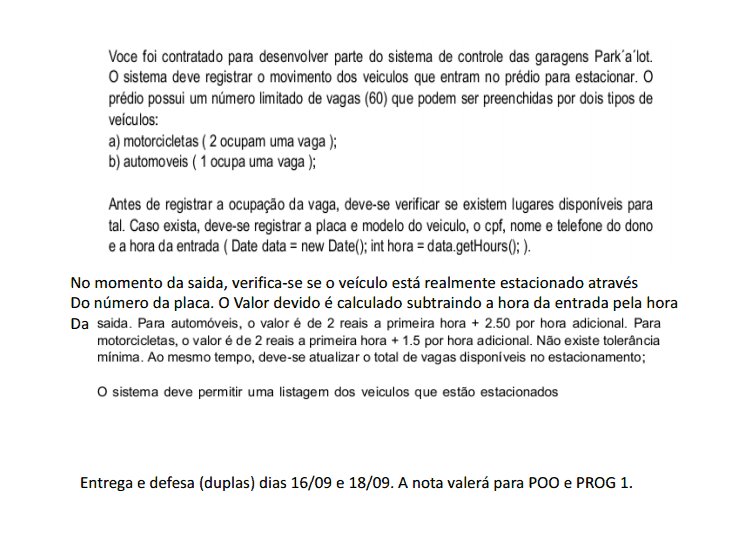 Voce foi contratado para desenvolver parte do sistema de controle das garagens Park´a´lot.
O sistema deve registrar o movimento dos veiculos que entram no prédio para estacionar. O
prédio possui um número limitado de vagas (60) que podem ser preenchidas por dois tipos de
veículos:
a) motorcicletas ( 2 ocupam uma vaga );
b) automoveis ( 1 ocupa uma vaga );
Antes de registrar a ocupação da vaga, deve-se verificar se existem lugares disponíveis para
tal. Caso exista, deve-se registrar a placa e modelo do veiculo, o cpf, nome e telefone do dono
e a hora da entrada ( Date data = new Date(); int hora = data.getHours(); ).
No momento da saida, verifica-se se o veículo está realmente estacionado através
Do número da placa. O Valor devido é calculado subtraindo a hora da entrada pela hora
Da saida. Para automóveis, o valor é de 2 reais a primeira hora + 2.50 por hora adicional. Para
motorcicletas, o valor é de 2 reais a primeira hora + 1.5 por hora adicional. Não existe tolerância
mínima. Ao mesmo tempo, deve-se atualizar o total de vagas disponíveis no estacionamento;
O sistema deve permitir uma listagem dos veiculos que estão estacionados
Entrega e defesa (duplas) dias 16/09 e 18/09. A nota valerá para POO e PROG 1.